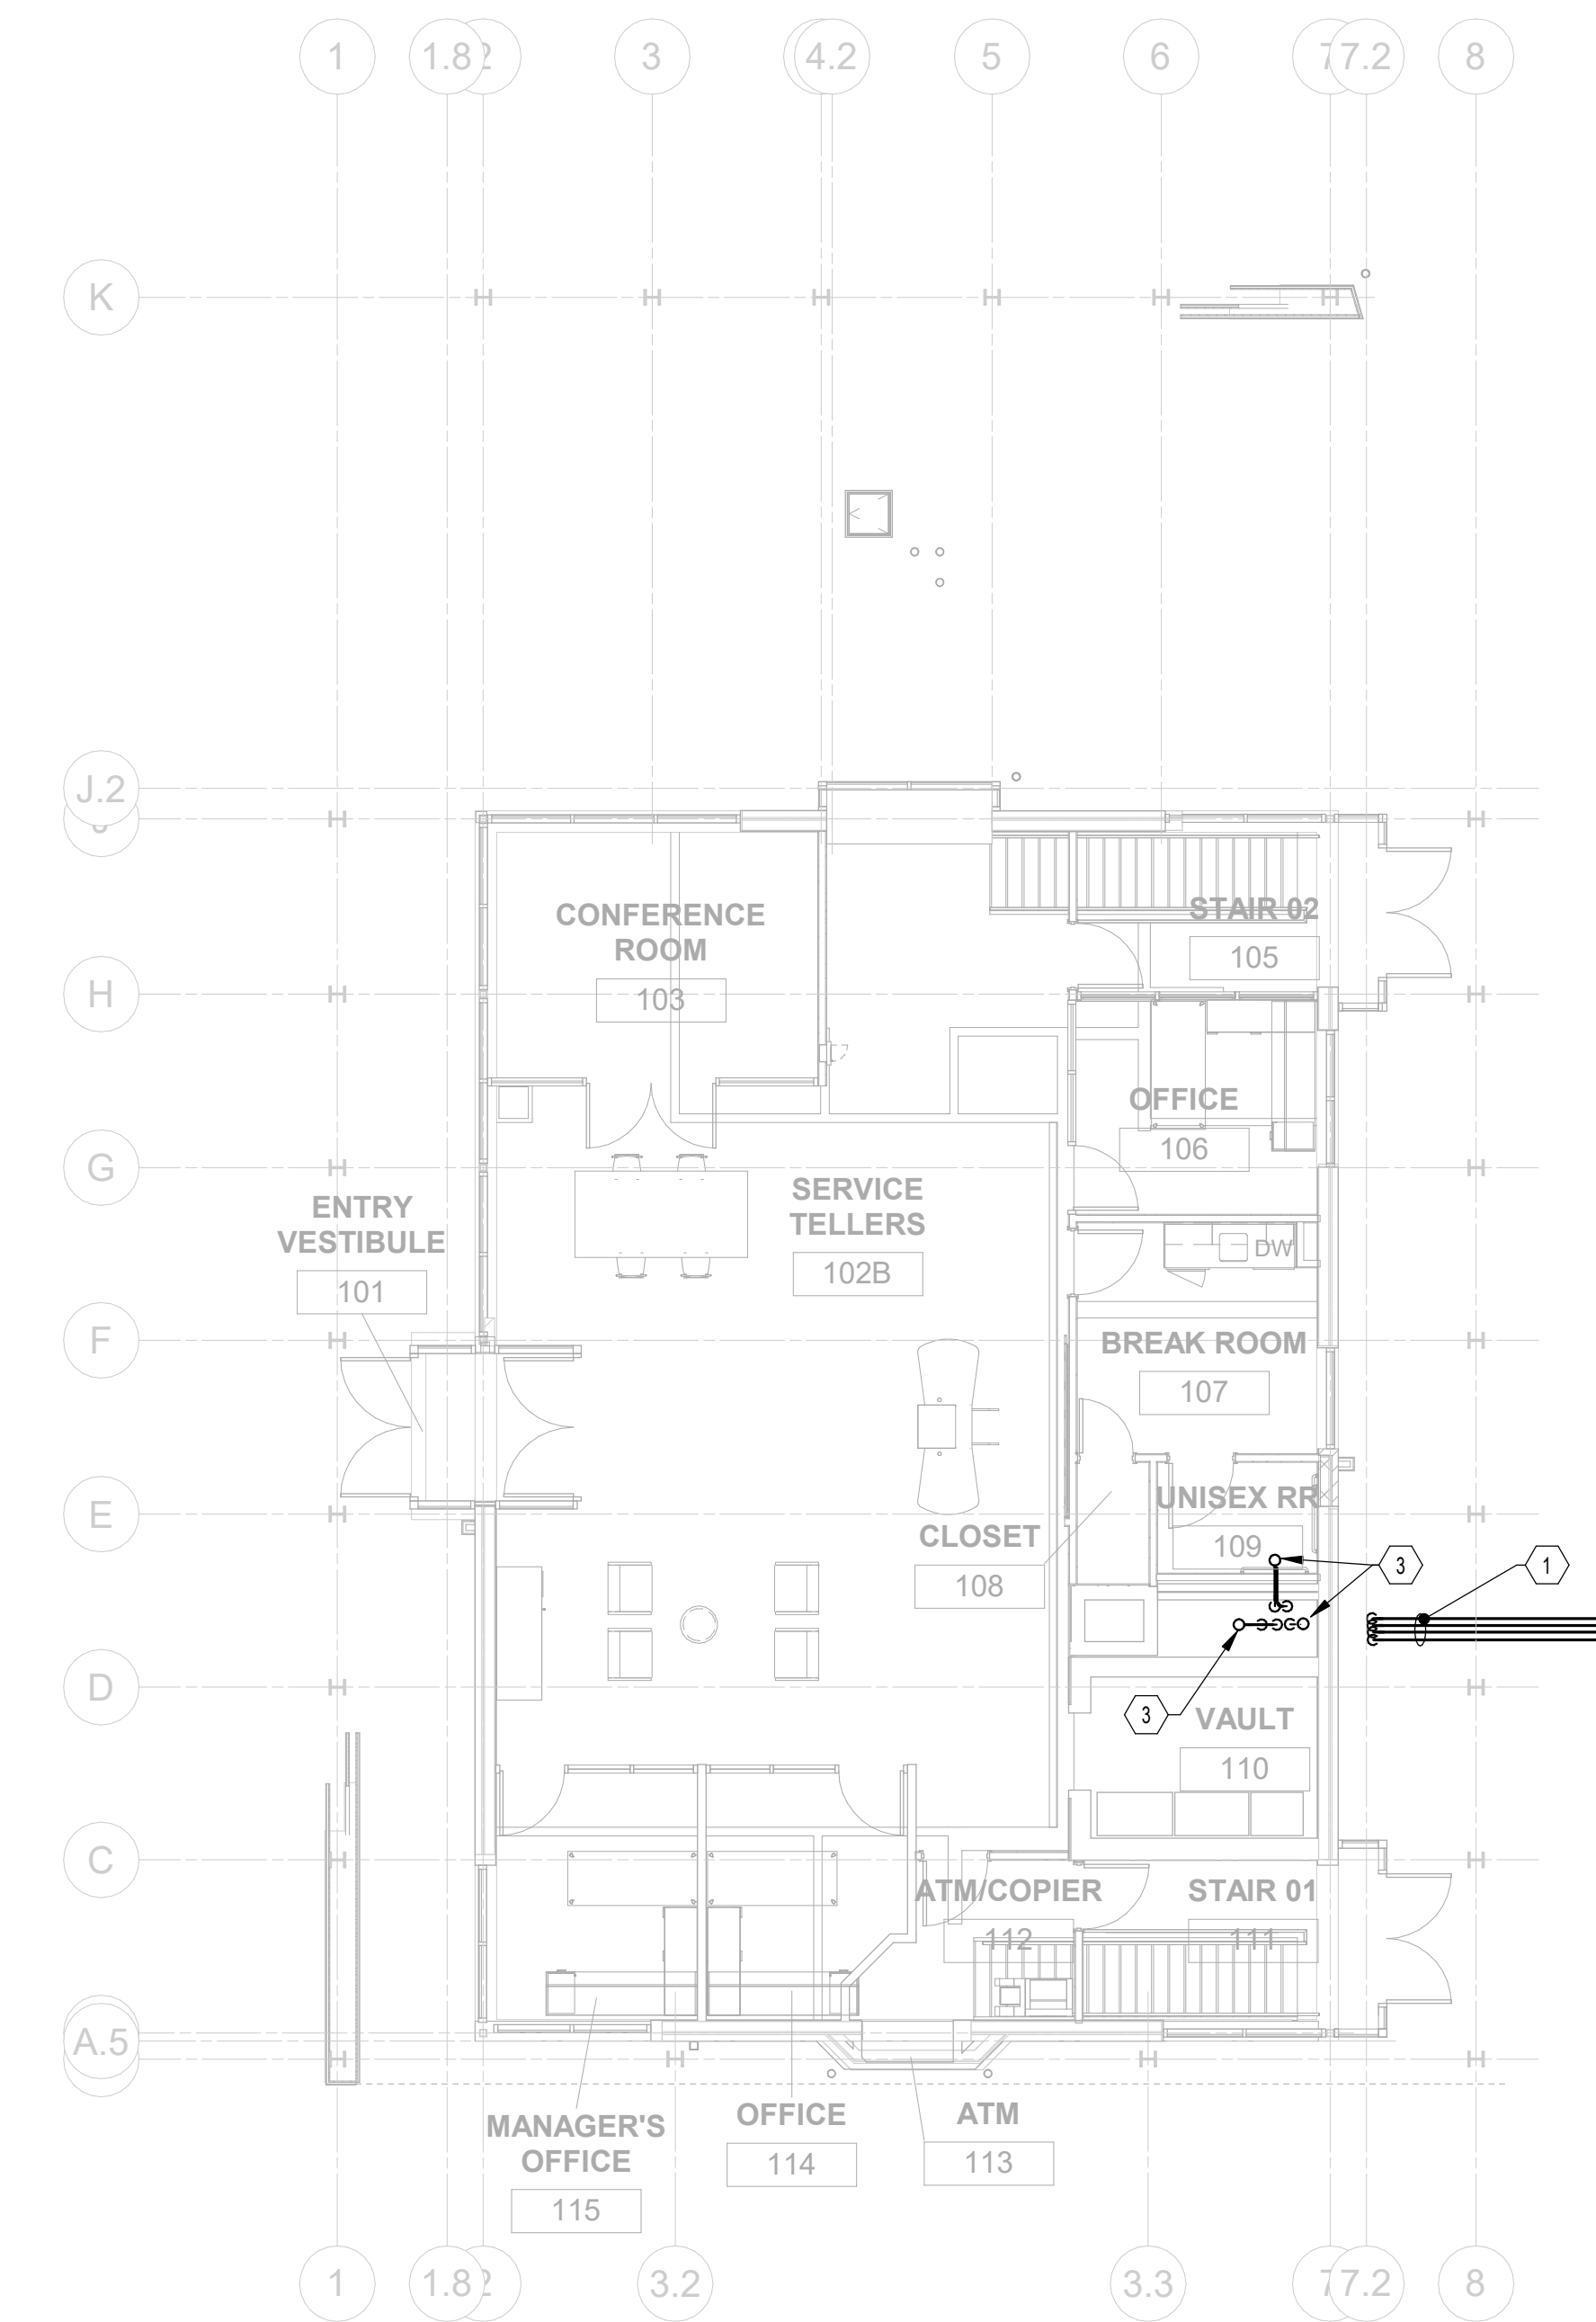 1
1.8
2
3
4.2
5
6
7
7.2
8
K
J.2
J
CONFERENCE
ROOM
103
STAIR 02
105
H
OFFICE
106
G
ENTRY
VESTIBULE
101
SERVICE
TELLERS
102B
DW
F
BREAK ROOM
107
E
UNISEX RR
109
CLOSET
108
3
1
D
3
VAULT
110
C
ATM/COPIER
112
STAIR 01
111
A.5
MANAGER'S
OFFICE
115
OFFICE
114
ATM
113
1
1.8
2
3.2
3.3
7
7.2
8